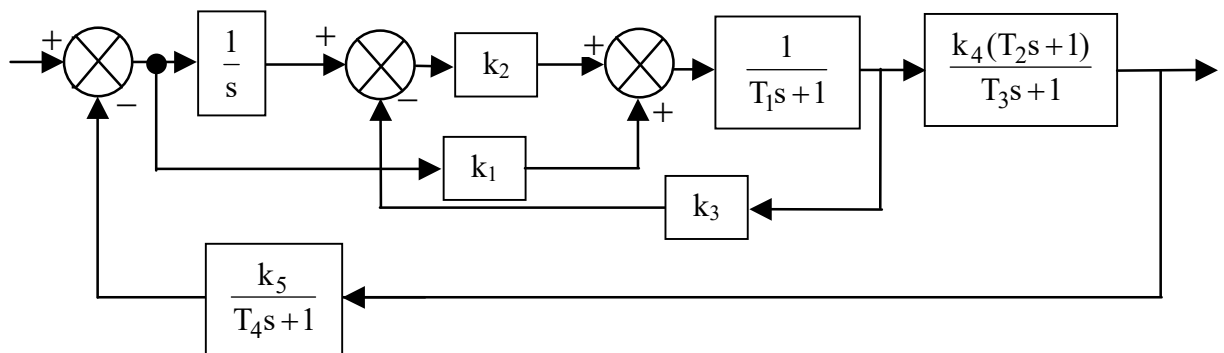 +
1
s
+
k₂
+
1
T₁s+1
k₄(T₂s+1)
T₃s+1
−
−
+
k₁
k₃
k₅
T₄s+1